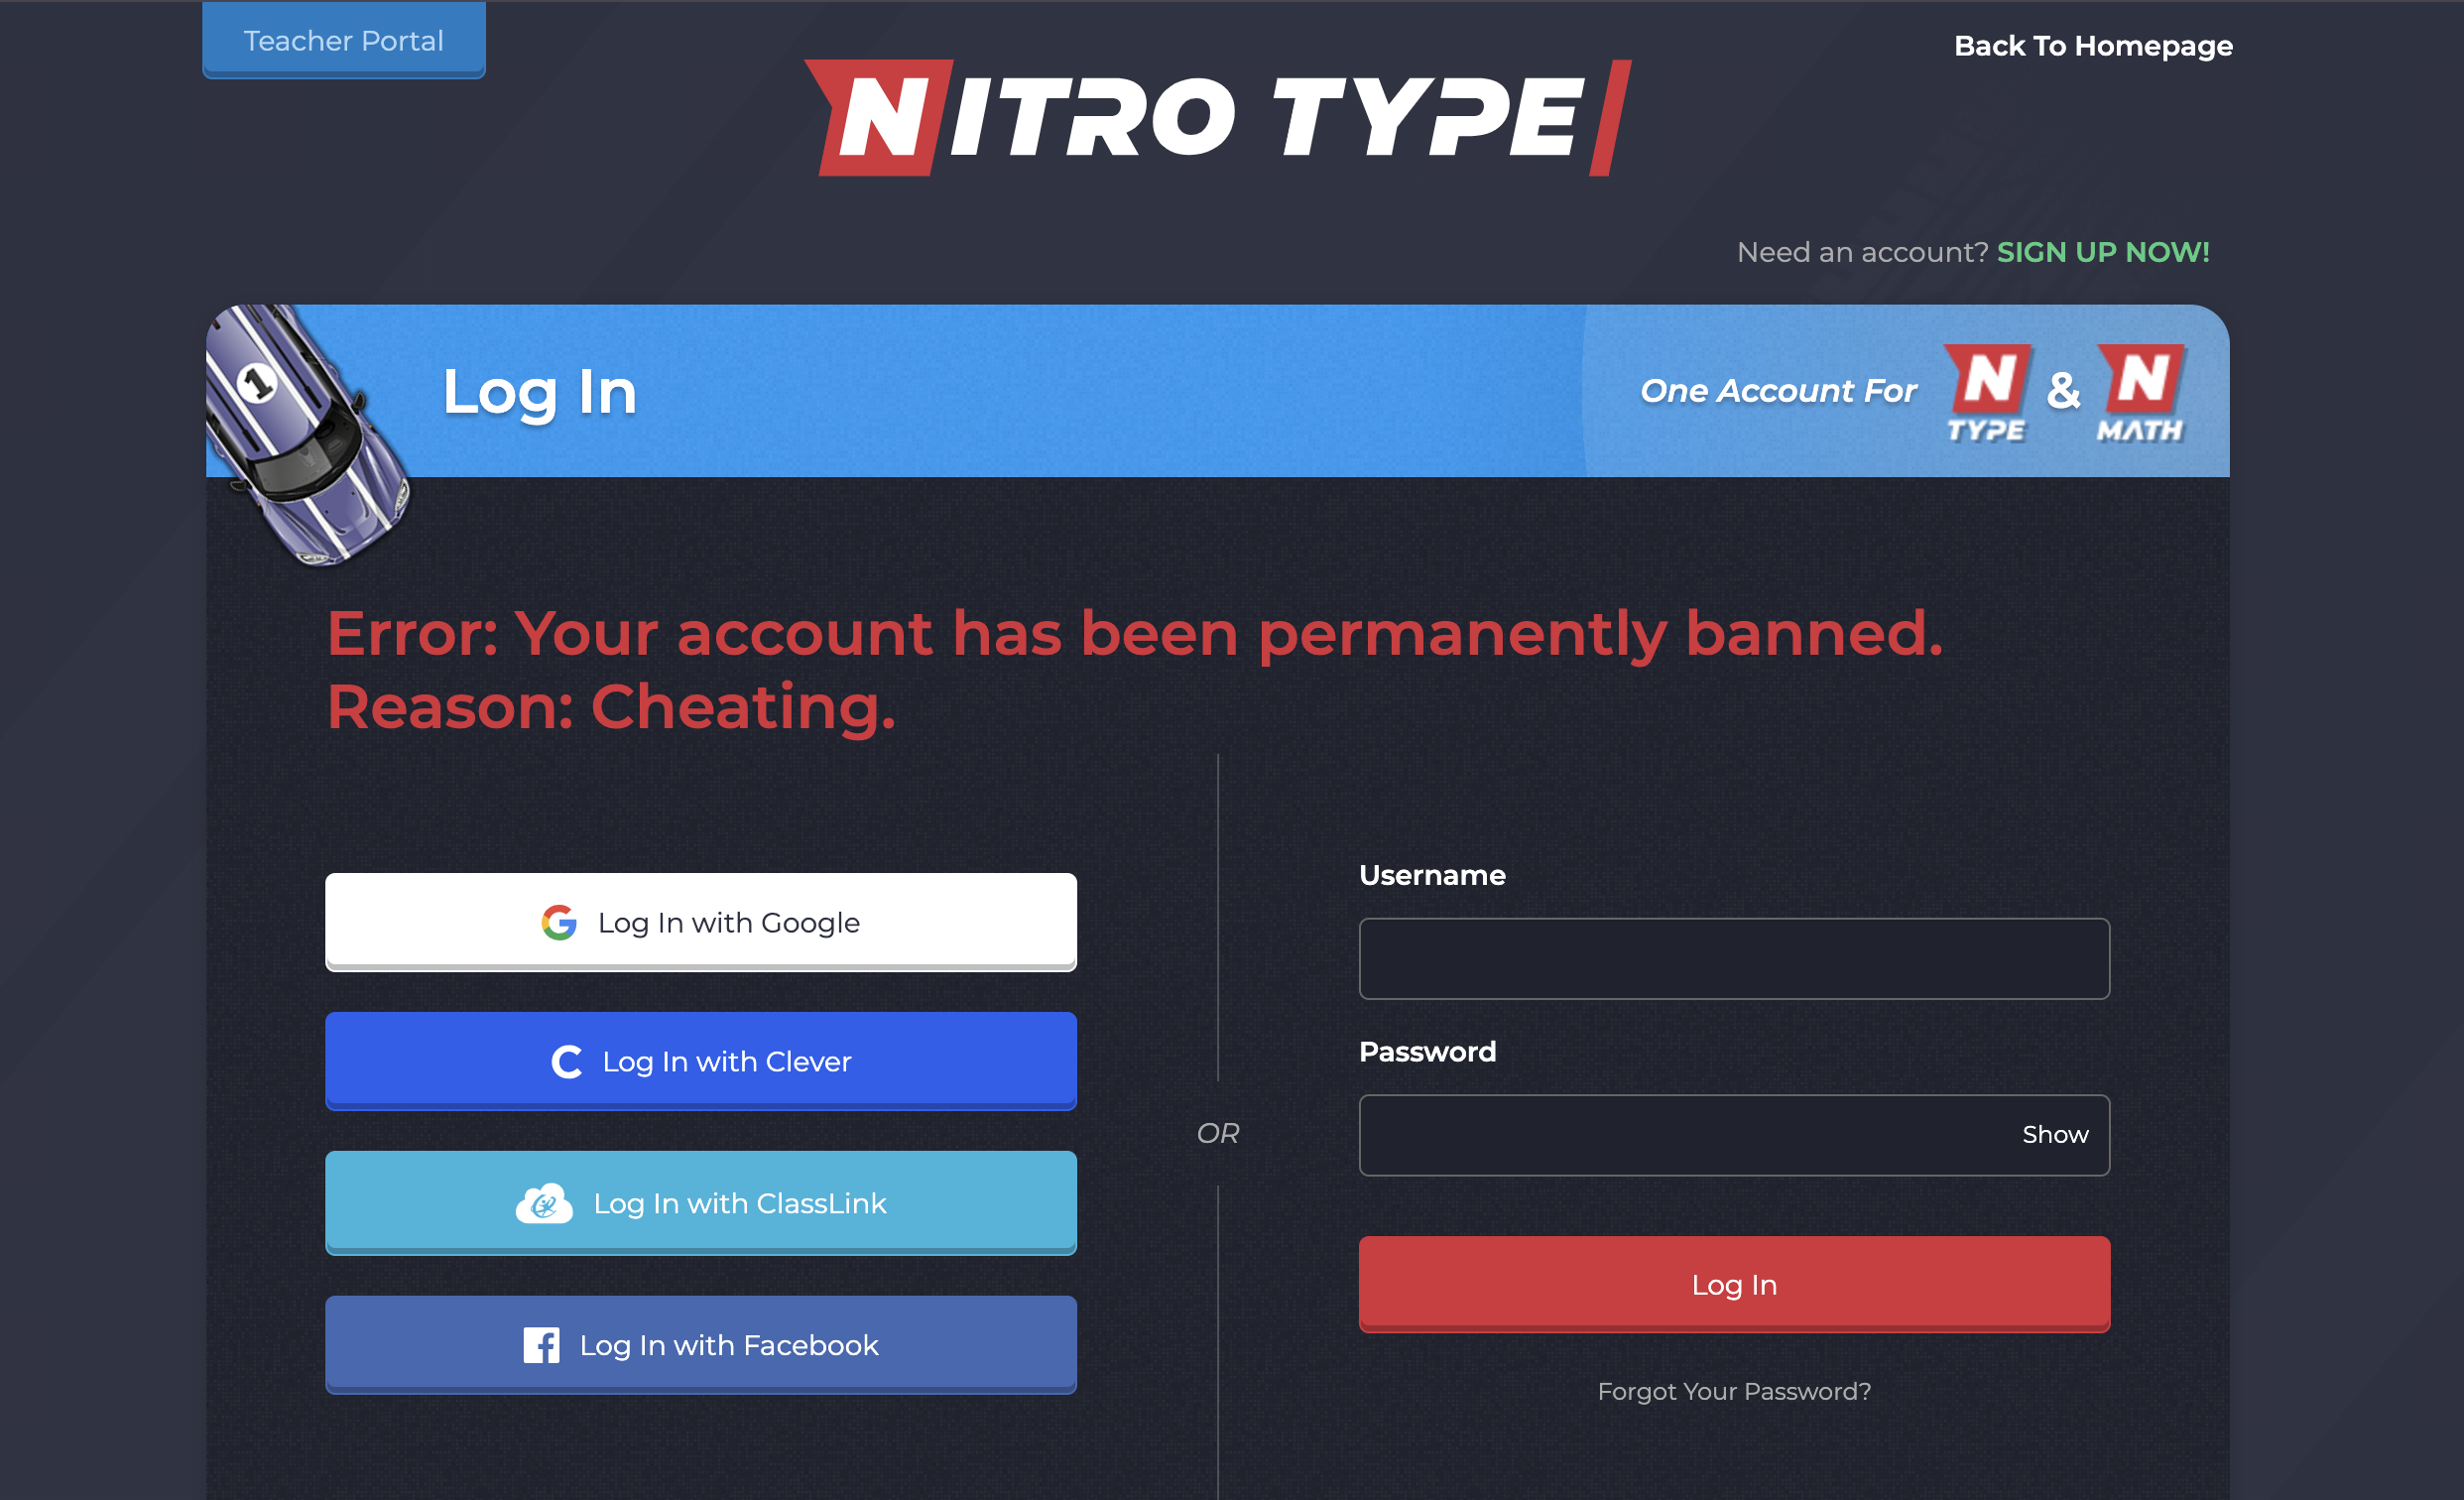 Teacher Portal
Back To Homepage
NITRO TYPE
Need an account? SIGN UP NOW!
1
Log In
One Account For N TYPE & N MATH
Error: Your account has been permanently banned.
Reason: Cheating.
Log In with Google
Log In with Clever
Log In with ClassLink
Log In with Facebook
OR
Username
Password
Show
Log In
Forgot Your Password?